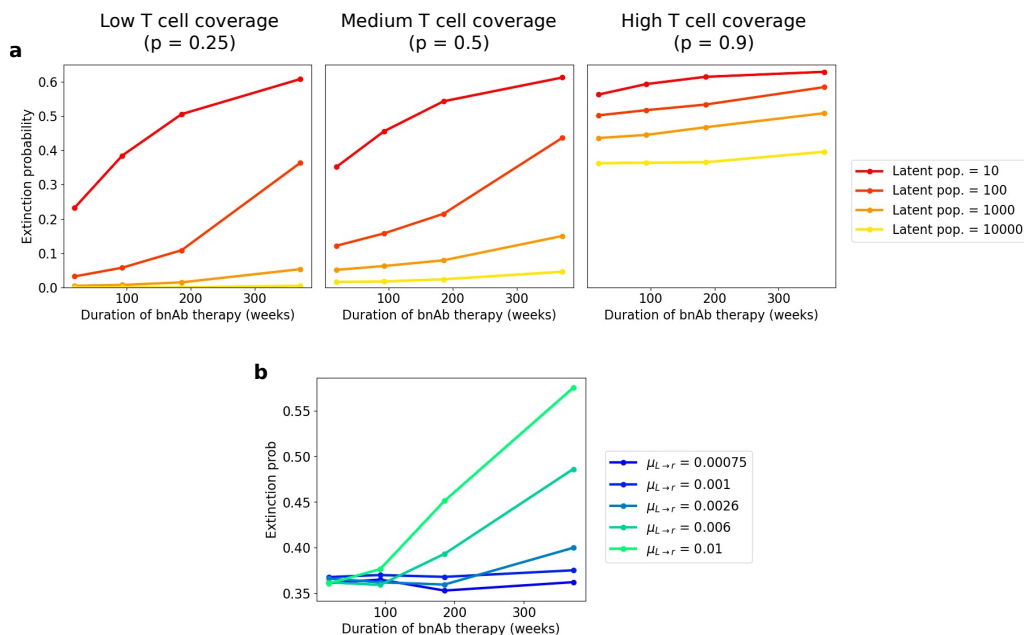 Low T cell coverage
(p = 0.25)
Medium T cell coverage
(p = 0.5)
High T cell coverage
(p = 0.9)
a
Extinction probability
0.6
0.5
0.4
0.3
0.2
0.1
0.0
100 200 300
Duration of bnAb therapy (weeks)
100 200 300
Duration of bnAb therapy (weeks)
100 200 300
Duration of bnAb therapy (weeks)
Latent pop. = 10
Latent pop. = 100
Latent pop. = 1000
Latent pop. = 10000
b
Extinction prob
0.55
0.50
0.45
0.40
0.35
100 200 300
Duration of bnAb therapy (weeks)
μL→r = 0.00075
μL→r = 0.001
μL→r = 0.0026
μL→r = 0.006
μL→r = 0.01